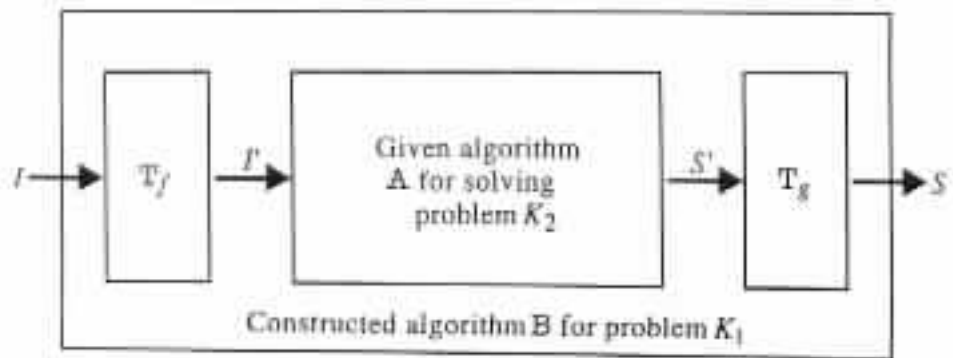 I
𝕋f
I'
Given algorithm
𝔸 for solving
problem K₂
S'
𝕋g
S
Constructed algorithm 𝔹 for problem K₁